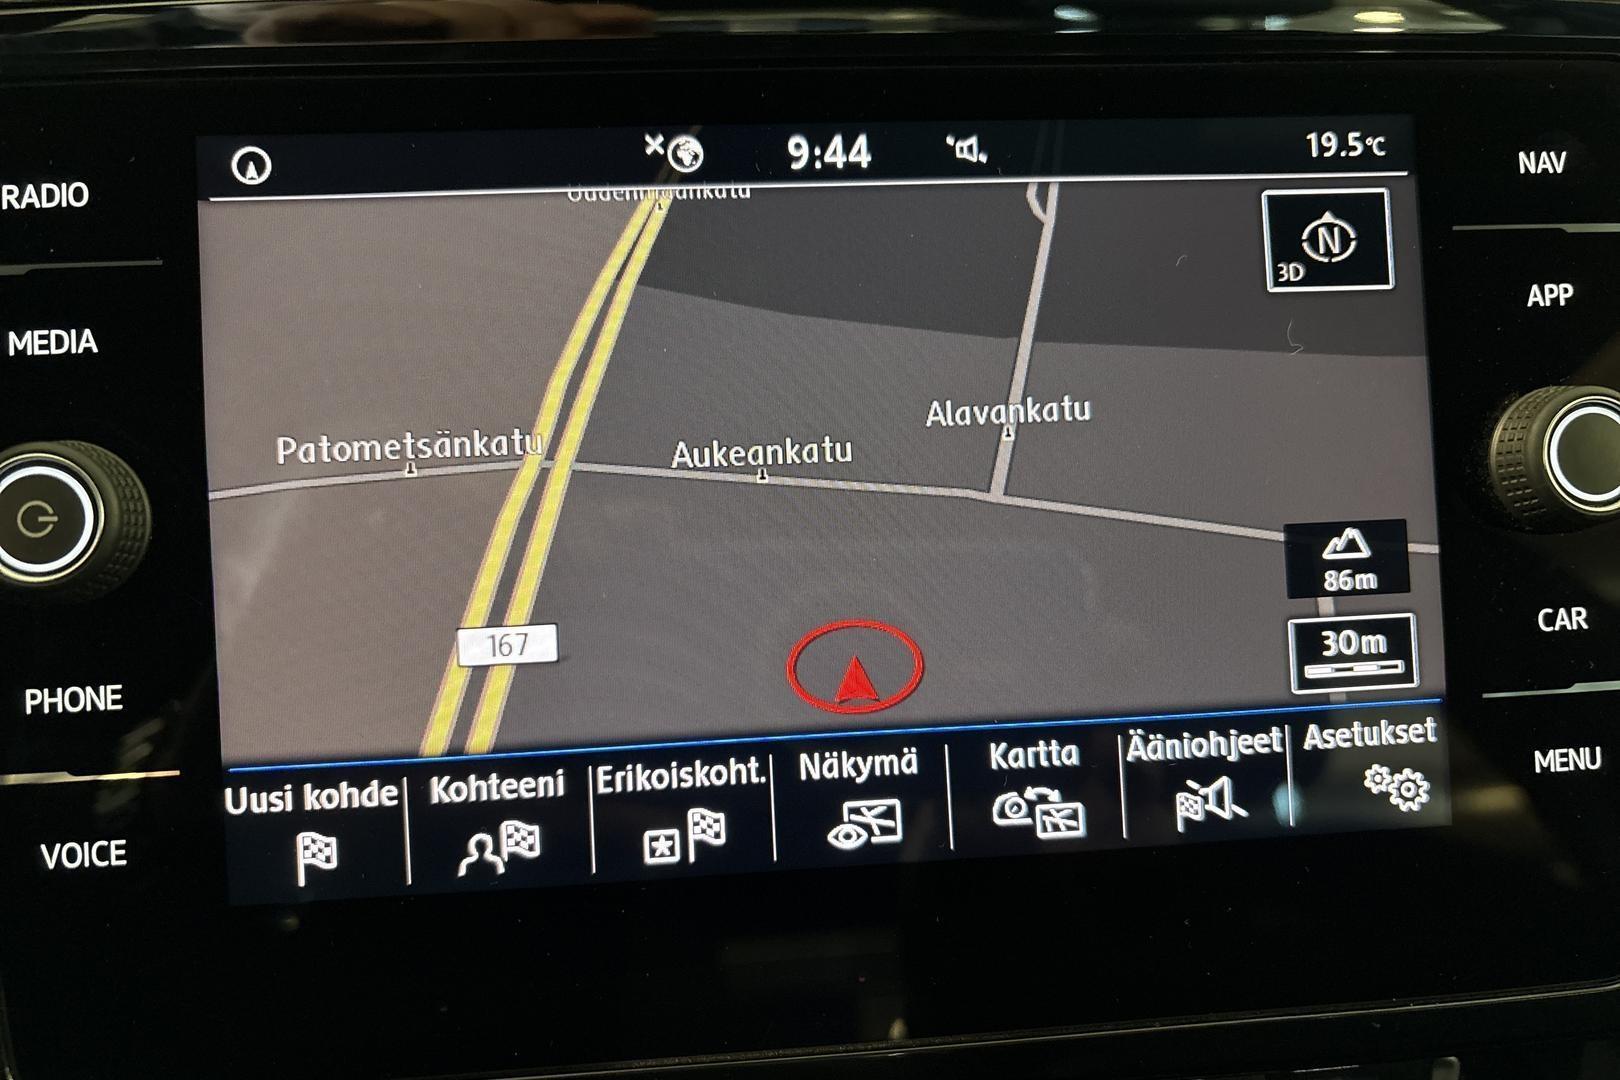 RADIO
MEDIA
PHONE
VOICE
9:44
19.5°C
N
3D
Patometsänkatu
Aukeankatu
Alavankatu
167
86m
30m
Uusi kohde
Kohteeni
Erikoiskoht.
Näkymä
Kartta
Ääniohjeet
Asetukset
NAV
APP
CAR
MENU